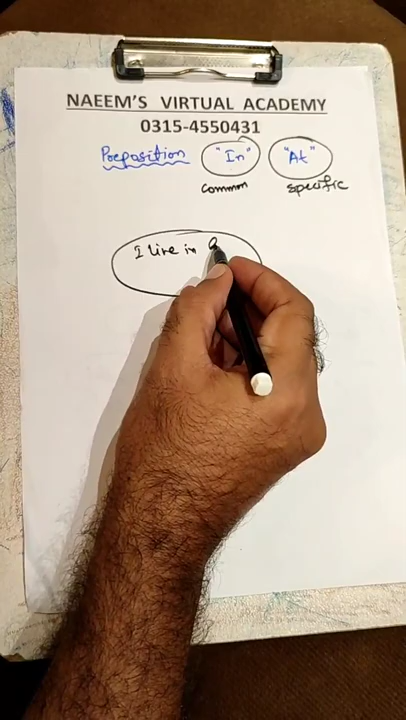 NAEEM'S VIRTUAL ACADEMY
0315-4550431
Preposition "In" "At"
common specific
I live in